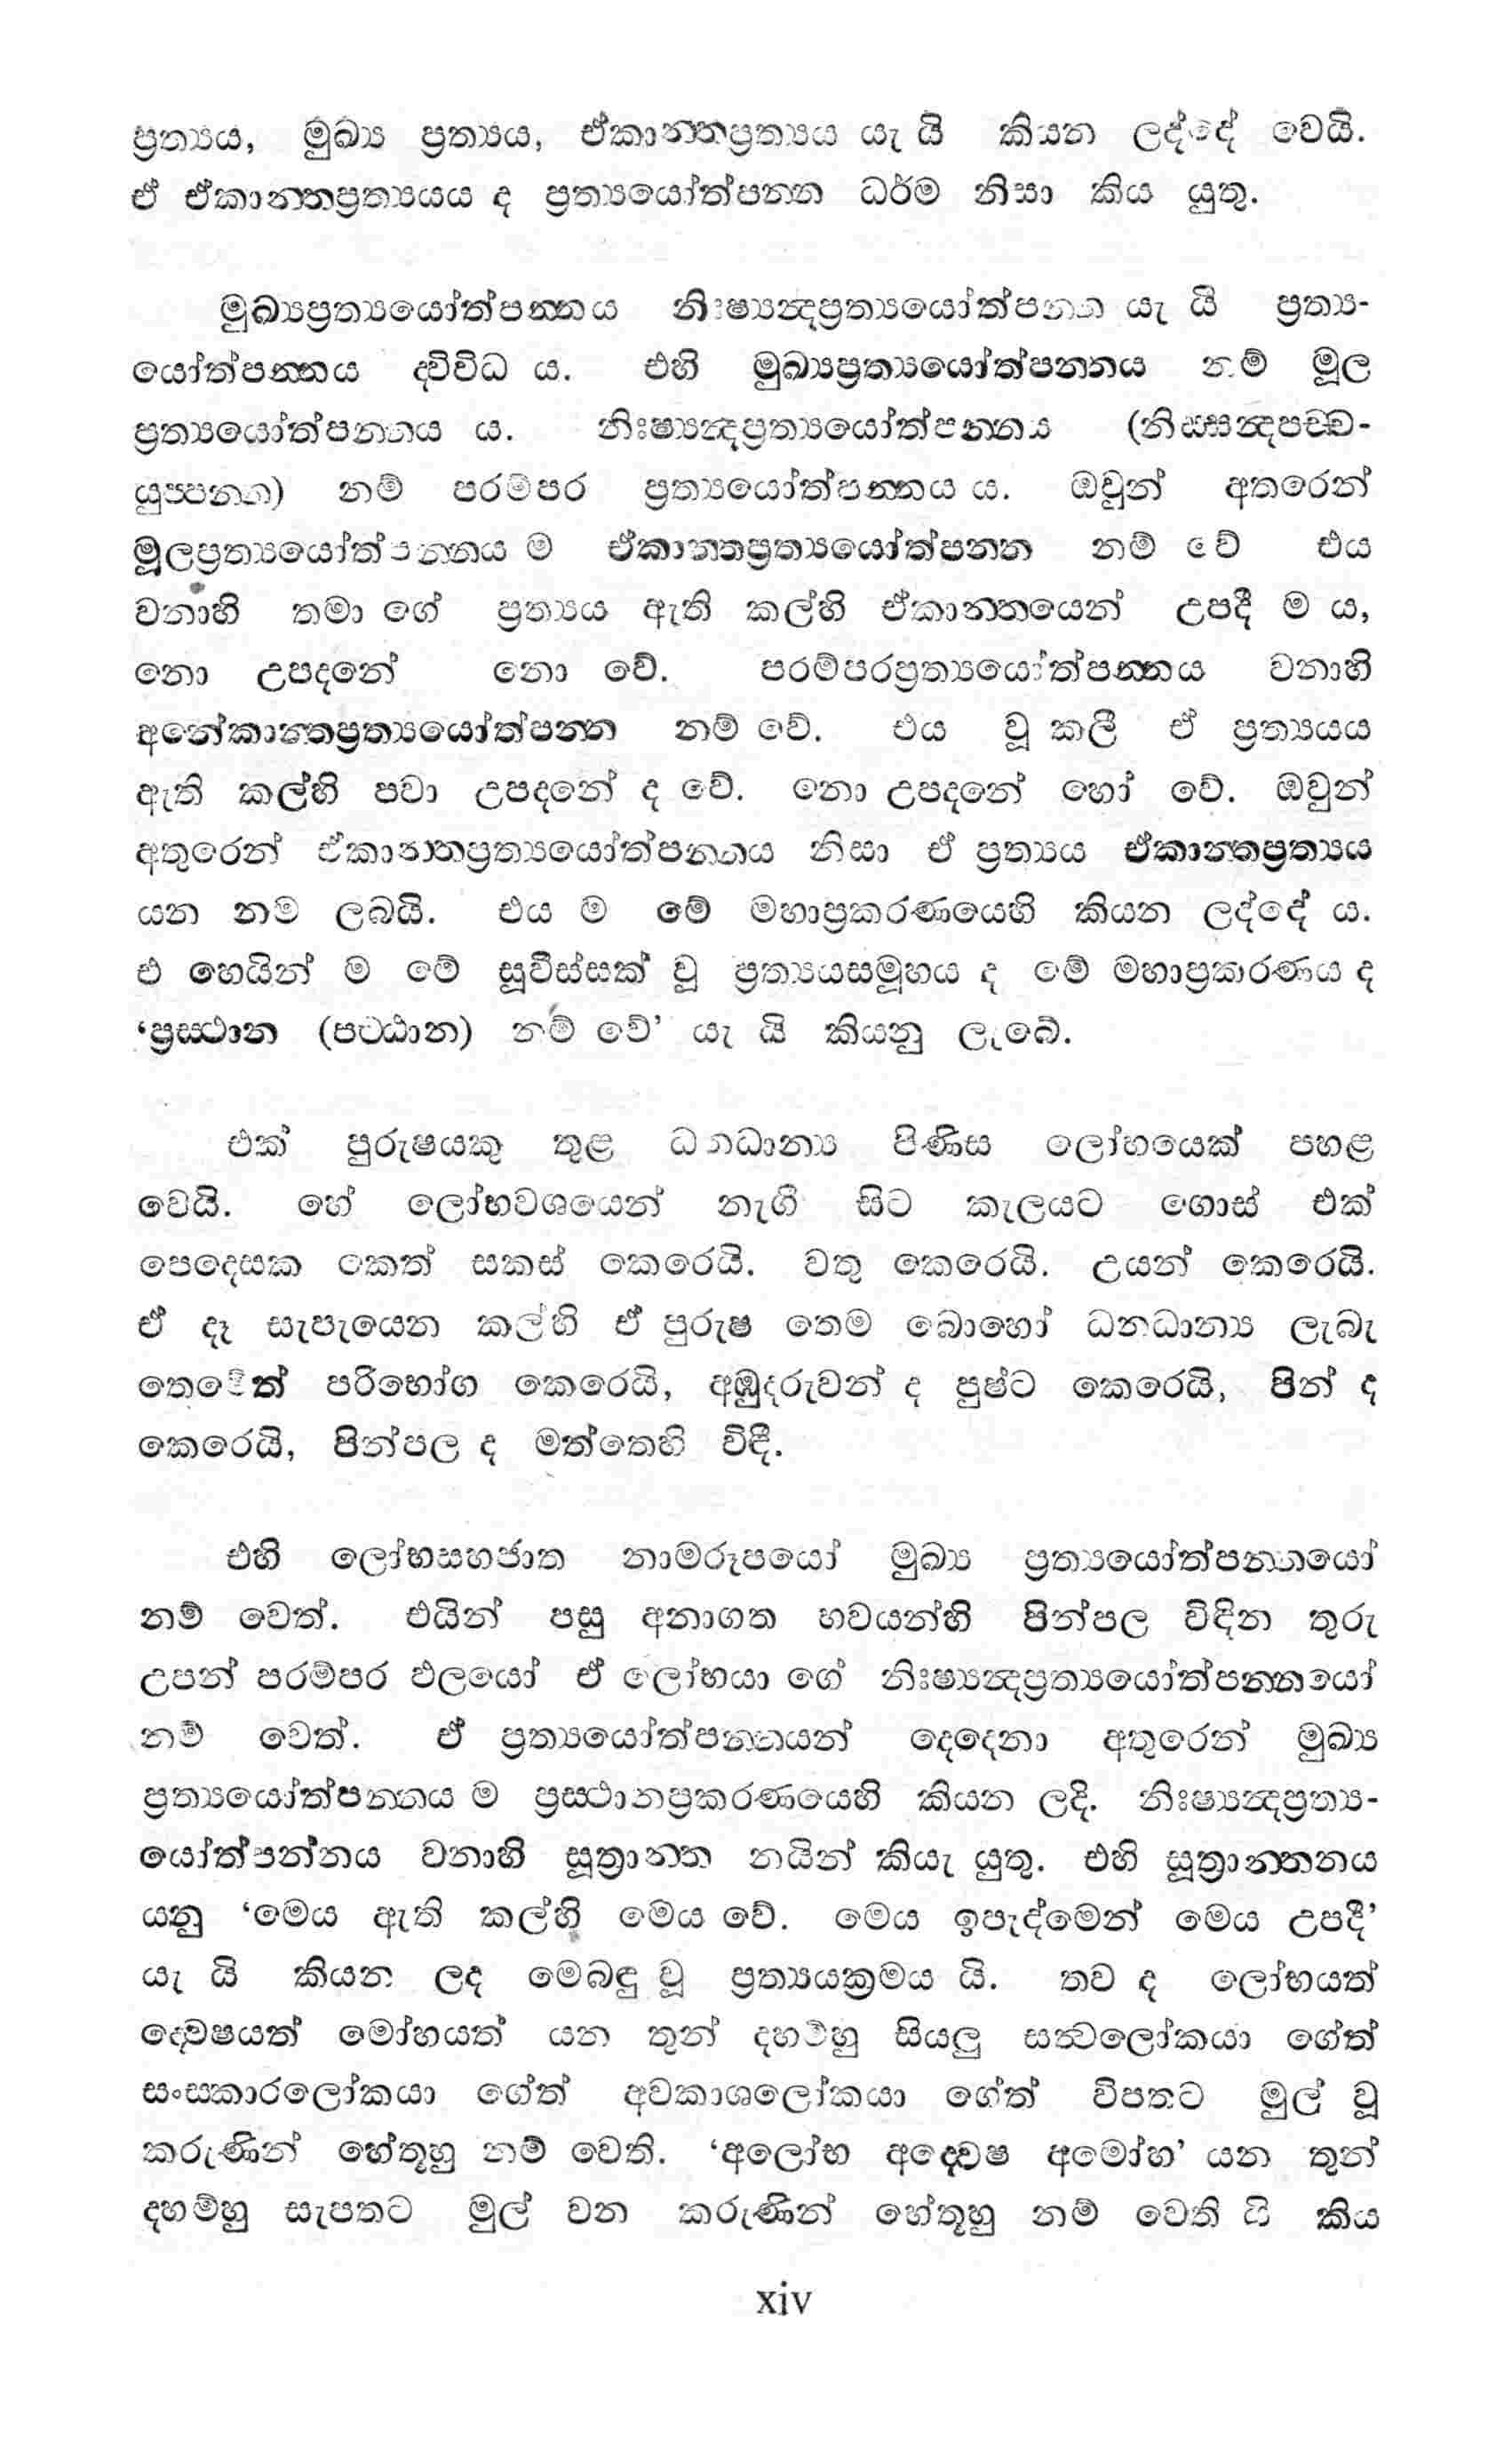 ප්‍රත්‍යය, මුඛ්‍ය ප්‍රත්‍යය, ඒකාන්තප්‍රත්‍යය යැ යි කියන ලද්දේ වෙයි.
ඒ ඒකාන්තප්‍රත්‍යයය ද ප්‍රත්‍යයෝත්පන්න ධර්ම නිසා කිය යුතු.
මුඛ්‍යප්‍රත්‍යයෝත්පන්නය නිඃෂ්‍යන්දප්‍රත්‍යයෝත්පන්න යැ යි ප්‍රත්‍ය-
යෝත්පන්නය ද්විවිධ ය. එහි මුඛ්‍යප්‍රත්‍යයෝත්පන්නය නම් මූල
ප්‍රත්‍යයෝත්පන්නය ය. නිඃෂ්‍යන්දප්‍රත්‍යයෝත්පන්නය (නිස්සන්දපච්ච-
යුප්පන්න) නම් පරම්පර ප්‍රත්‍යයෝත්පන්නය ය. ඔවුන් අතරෙන්
මූලප්‍රත්‍යයෝත්පන්නය ම ඒකාන්තප්‍රත්‍යයෝත්පන්න නම් වේ එය
වනාහි තමා ගේ ප්‍රත්‍යය ඇති කල්හි ඒකාන්තයෙන් උපදී ම ය,
නො උපදනේ නො වේ. පරම්පරප්‍රත්‍යයෝත්පන්නය වනාහි
අනේකාන්තප්‍රත්‍යයෝත්පන්න නම් වේ. එය වූ කලී ඒ ප්‍රත්‍යයය
ඇති කල්හි පවා උපදනේ ද වේ. නො උපදනේ හෝ වේ. ඔවුන්
අතුරෙන් ඒකාන්තප්‍රත්‍යයෝත්පන්නය නිසා ඒ ප්‍රත්‍යය ඒකාන්තප්‍රත්‍යය
යන නම ලබයි. එය ම මේ මහාප්‍රකරණයෙහි කියන ලද්දේ ය.
එ හෙයින් ම මේ සූවිස්සක් වූ ප්‍රත්‍යයසමූහය ද මේ මහාප්‍රකරණය ද
‘ප්‍රස්ථාන (පට්ඨාන) නම් වේ’ යැ යි කියනු ලැබේ.
එක් පුරුෂයකු තුළ ධනධාන්‍ය පිණිස ලෝභයෙක් පහළ
වෙයි. හේ ලෝභවශයෙන් නැගී සිට කැලයට ගොස් එක්
පෙදෙසක කෙත් සකස් කෙරෙයි. වතු කෙරෙයි. උයන් කෙරෙයි.
ඒ දෑ සැපැයෙන කල්හි ඒ පුරුෂ තෙම බොහෝ ධනධාන්‍ය ලැබැ
තෙමේත් පරිභෝග කෙරෙයි, අඹුදරුවන් ද පුෂ්ට කෙරෙයි, පින් ද
කෙරෙයි, පින්පල ද මත්තෙහි විඳී.
එහි ලෝභසහජාත නාමරූපයෝ මුඛ්‍ය ප්‍රත්‍යයෝත්පන්නයෝ
නම් වෙත්. එයින් පසු අනාගත භවයන්හි පින්පල විඳින තුරු
උපන් පරම්පර ඵලයෝ ඒ ලෝභයා ගේ නිඃෂ්‍යන්දප්‍රත්‍යයෝත්පන්නයෝ
නම් වෙත්. ඒ ප්‍රත්‍යයෝත්පන්නයන් දෙදෙනා අතුරෙන් මුඛ්‍ය
ප්‍රත්‍යයෝත්පන්නය ම ප්‍රස්ථානප්‍රකරණයෙහි කියන ලදි. නිඃෂ්‍යන්දප්‍රත්‍ය-
යෝත්පන්නය වනාහි සූත්‍රාන්ත නයින් කියැ යුතු. එහි සූත්‍රාන්තනය
යනු ‘මෙය ඇති කල්හි මෙය වේ. මෙය ඉපැද්මෙන් මෙය උපදී’
යැ යි කියන ලද මෙබඳු වූ ප්‍රත්‍යයක්‍රමය යි. තව ද ලෝභයත්
ද්වේෂයත් මෝහයත් යන තුන් දහම්හු සියලු සත්වලෝකයා ගේත්
සංස්කාරලෝකයා ගේත් අවකාශලෝකයා ගේත් විපතට මුල් වූ
කරුණින් හේතූහු නම් වෙති. ‘අලෝභ අද්වේෂ අමෝහ’ යන තුන්
දහම්හු සැපතට මුල් වන කරුණින් හේතූහු නම් වෙති යි කිය
xiv